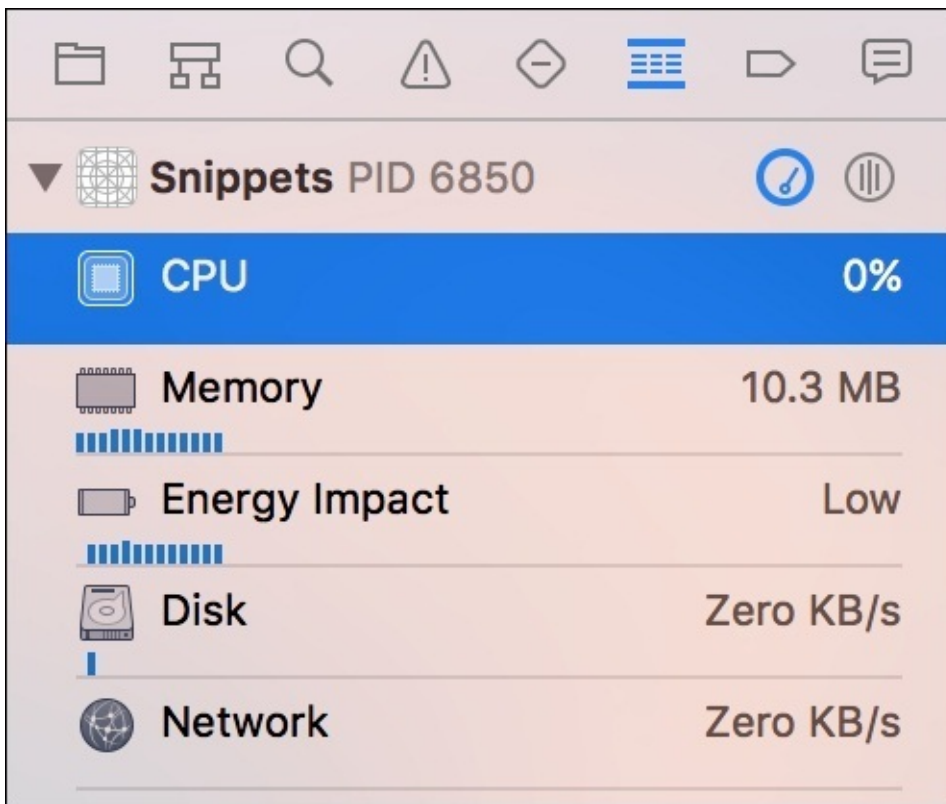 Snippets PID 6850
CPU 0%
Memory 10.3 MB
Energy Impact Low
Disk Zero KB/s
Network Zero KB/s